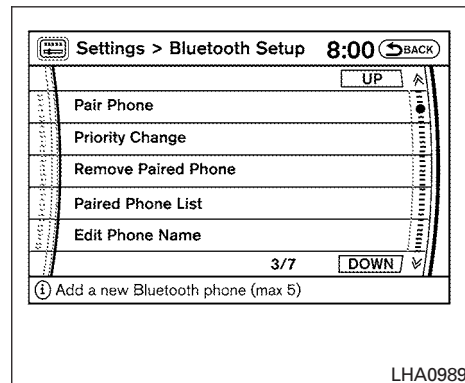 Settings > Bluetooth Setup 8:00 BACK
UP
Pair Phone
Priority Change
Remove Paired Phone
Paired Phone List
Edit Phone Name
3/7 DOWN
i Add a new Bluetooth phone (max 5)
LHA0989